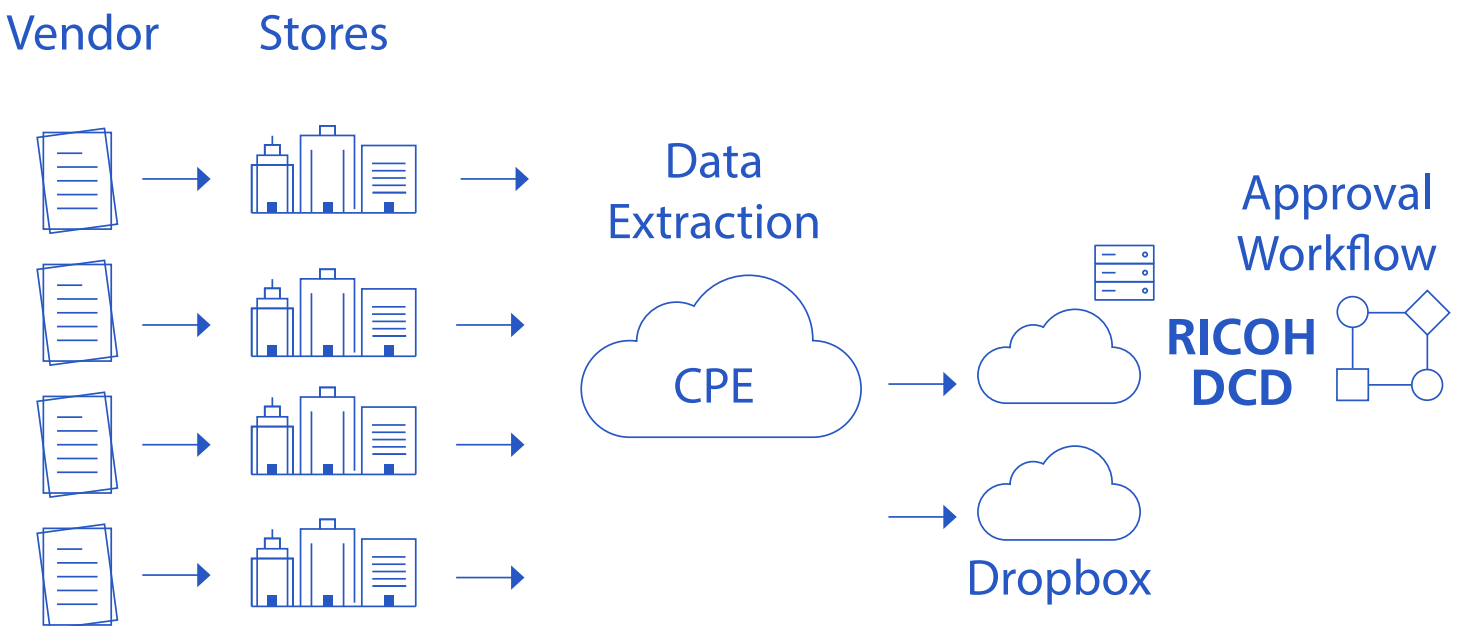 Vendor
Stores
Data
Extraction
CPE
Approval
Workflow
RICOH
DCD
Dropbox